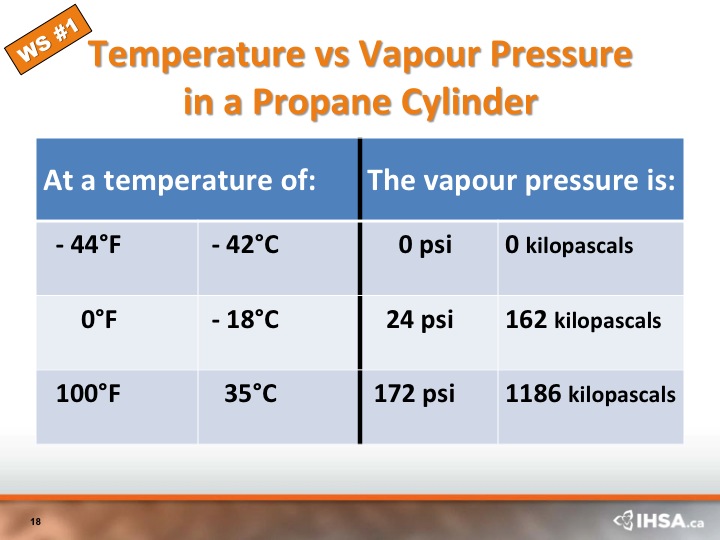 WS #1
Temperature vs Vapour Pressure
in a Propane Cylinder
At a temperature of: The vapour pressure is:
- 44°F - 42°C 0 psi 0 kilopascals
0°F - 18°C 24 psi 162 kilopascals
100°F 35°C 172 psi 1186 kilopascals
18 IHSA.ca